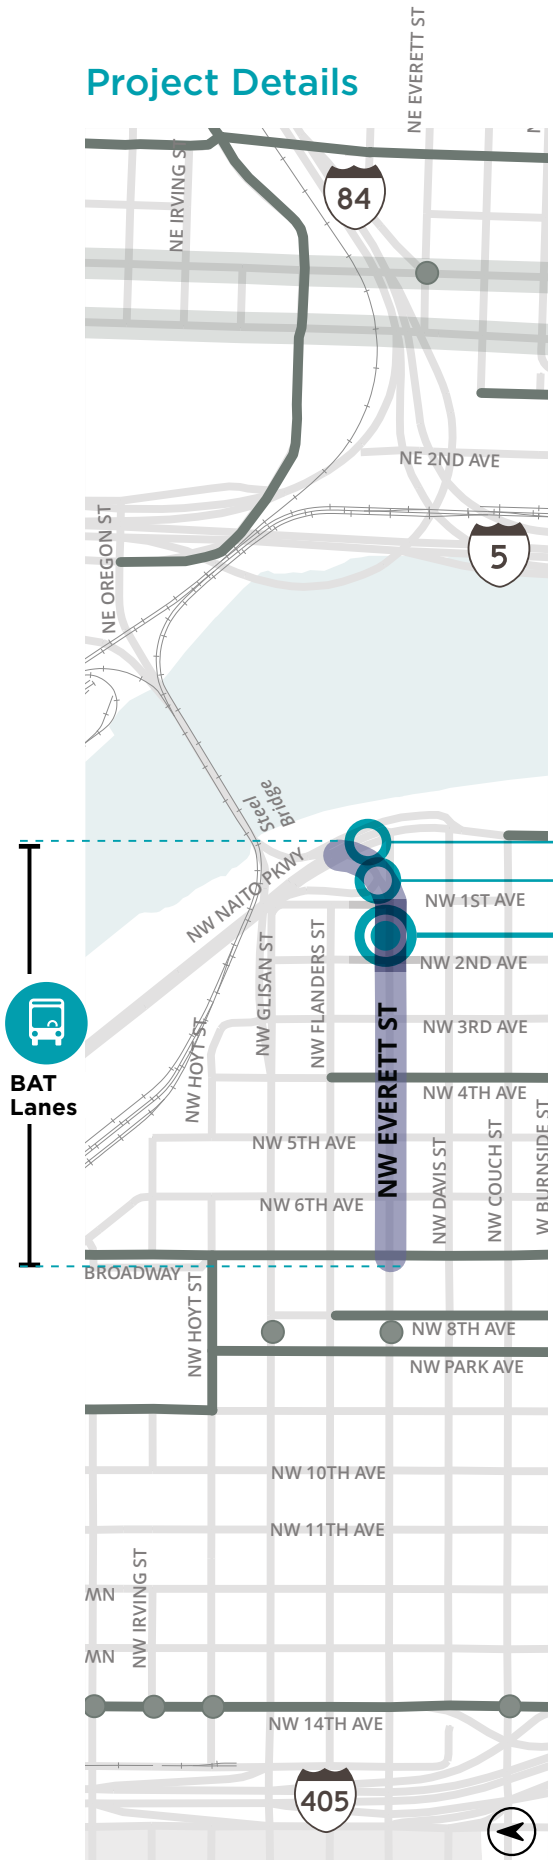 Project Details
NE EVERETT ST
NE IRVING ST
84
NE 2ND AVE
NE OREGON ST
5
Steel
Bridge
NW NAITO PKWY
NW 1ST AVE
NW GLISAN ST
NW FLANDERS ST
NW 2ND AVE
NW EVERETT ST
NW HOYT ST
NW 3RD AVE
BAT
Lanes
NW 4TH AVE
NW 5TH AVE
NW DAVIS ST
NW COUCH ST
W BURNSIDE ST
NW 6TH AVE
BROADWAY
NW HOYT ST
NW 8TH AVE
NW PARK AVE
NW 10TH AVE
NW 11TH AVE
NW IRVING ST
NW
NW
NW 14TH AVE
405